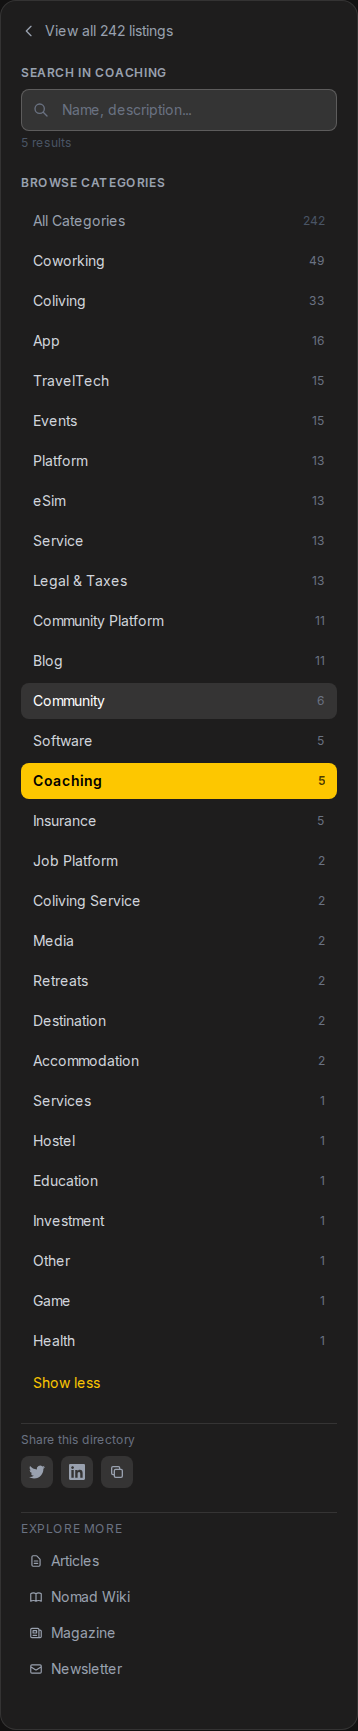 View all 242 listings
SEARCH IN COACHING
Name, description...
5 results
BROWSE CATEGORIES
All Categories 242
Coworking 49
Coliving 33
App 16
TravelTech 15
Events 15
Platform 13
eSim 13
Service 13
Legal & Taxes 13
Community Platform 11
Blog 11
Community 6
Software 5
Coaching 5
Insurance 5
Job Platform 2
Coliving Service 2
Media 2
Retreats 2
Destination 2
Accommodation 2
Services 1
Hostel 1
Education 1
Investment 1
Other 1
Game 1
Health 1
Show less
Share this directory
EXPLORE MORE
Articles
Nomad Wiki
Magazine
Newsletter